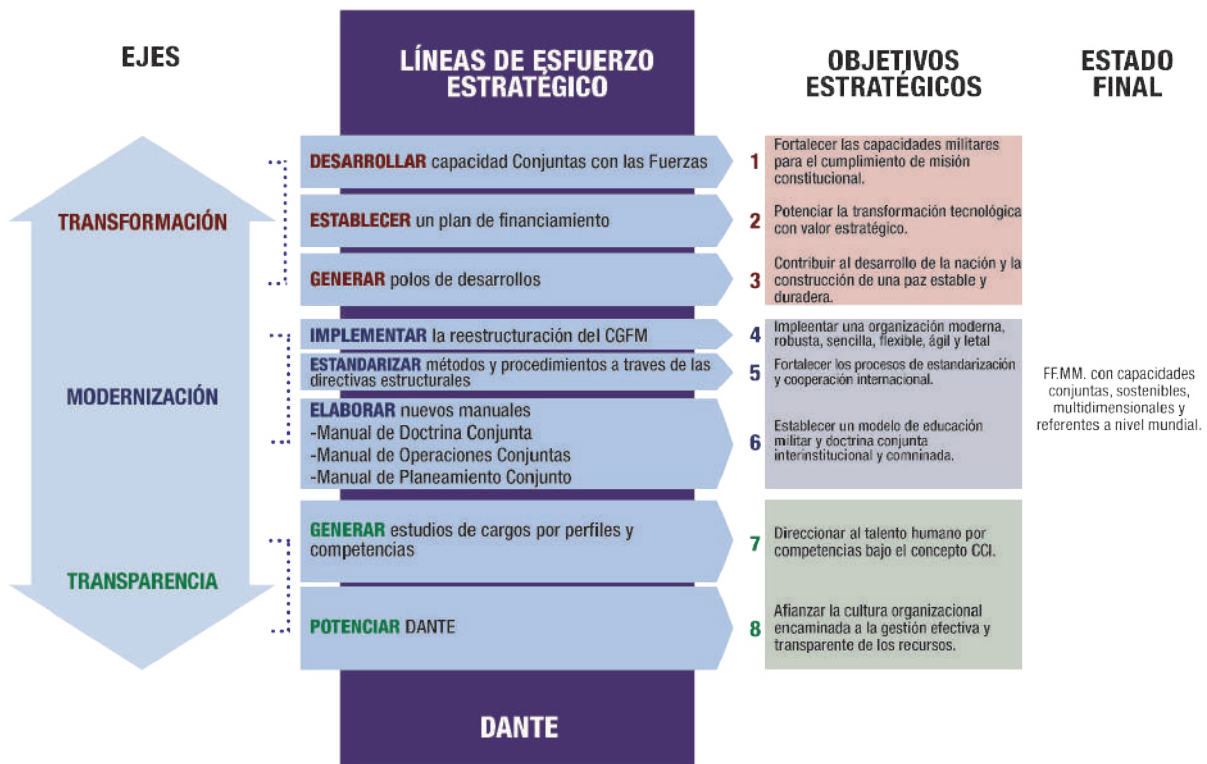 EJES
LÍNEAS DE ESFUERZO
ESTRATÉGICO
OBJETIVOS
ESTRATÉGICOS
ESTADO
FINAL
TRANSFORMACIÓN
DESARROLLAR capacidad Conjuntas con las Fuerzas
1
Fortalecer las capacidades militares
para el cumplimiento de misión
constitucional.
ESTABLECER un plan de financiamiento
2
Potenciar la transformación tecnológica
con valor estratégico.
GENERAR polos de desarrollos
3
Contribuir al desarrollo de la nación y la
construcción de una paz estable y
duradera.
MODERNIZACIÓN
IMPLEMENTAR la reestructuración del CGFM
4
Impleentar una organización moderna,
robusta, sencilla, flexible, ágil y letal
ESTANDARIZAR métodos y procedimientos a traves de las
directivas estructurales
5
Fortalecer los procesos de estandarización
y cooperación internacional.
ELABORAR nuevos manuales
-Manual de Doctrina Conjunta
-Manual de Operaciones Conjuntas
-Manual de Planeamiento Conjunto
6
Establecer un modelo de educación
militar y doctrina conjunta
interinstitucional y comninada.
TRANSPARENCIA
GENERAR estudios de cargos por perfiles y
competencias
7
Direccionar al talento humano por
competencias bajo el concepto CCI.
POTENCIAR DANTE
8
Afianzar la cultura organizacional
encaminada a la gestión efectiva y
transparente de los recursos.
FF.MM. con capacidades
conjuntas, sostenibles,
multidimensionales y
referentes a nivel mundial.
DANTE